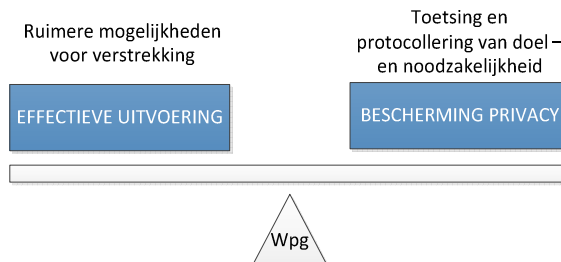 Ruimere mogelijkheden
voor verstrekking
EFFECTIEVE UITVOERING
Toetsing en
protocollering van doel –
en noodzakelijkheid
BESCHERMING PRIVACY
Wpg